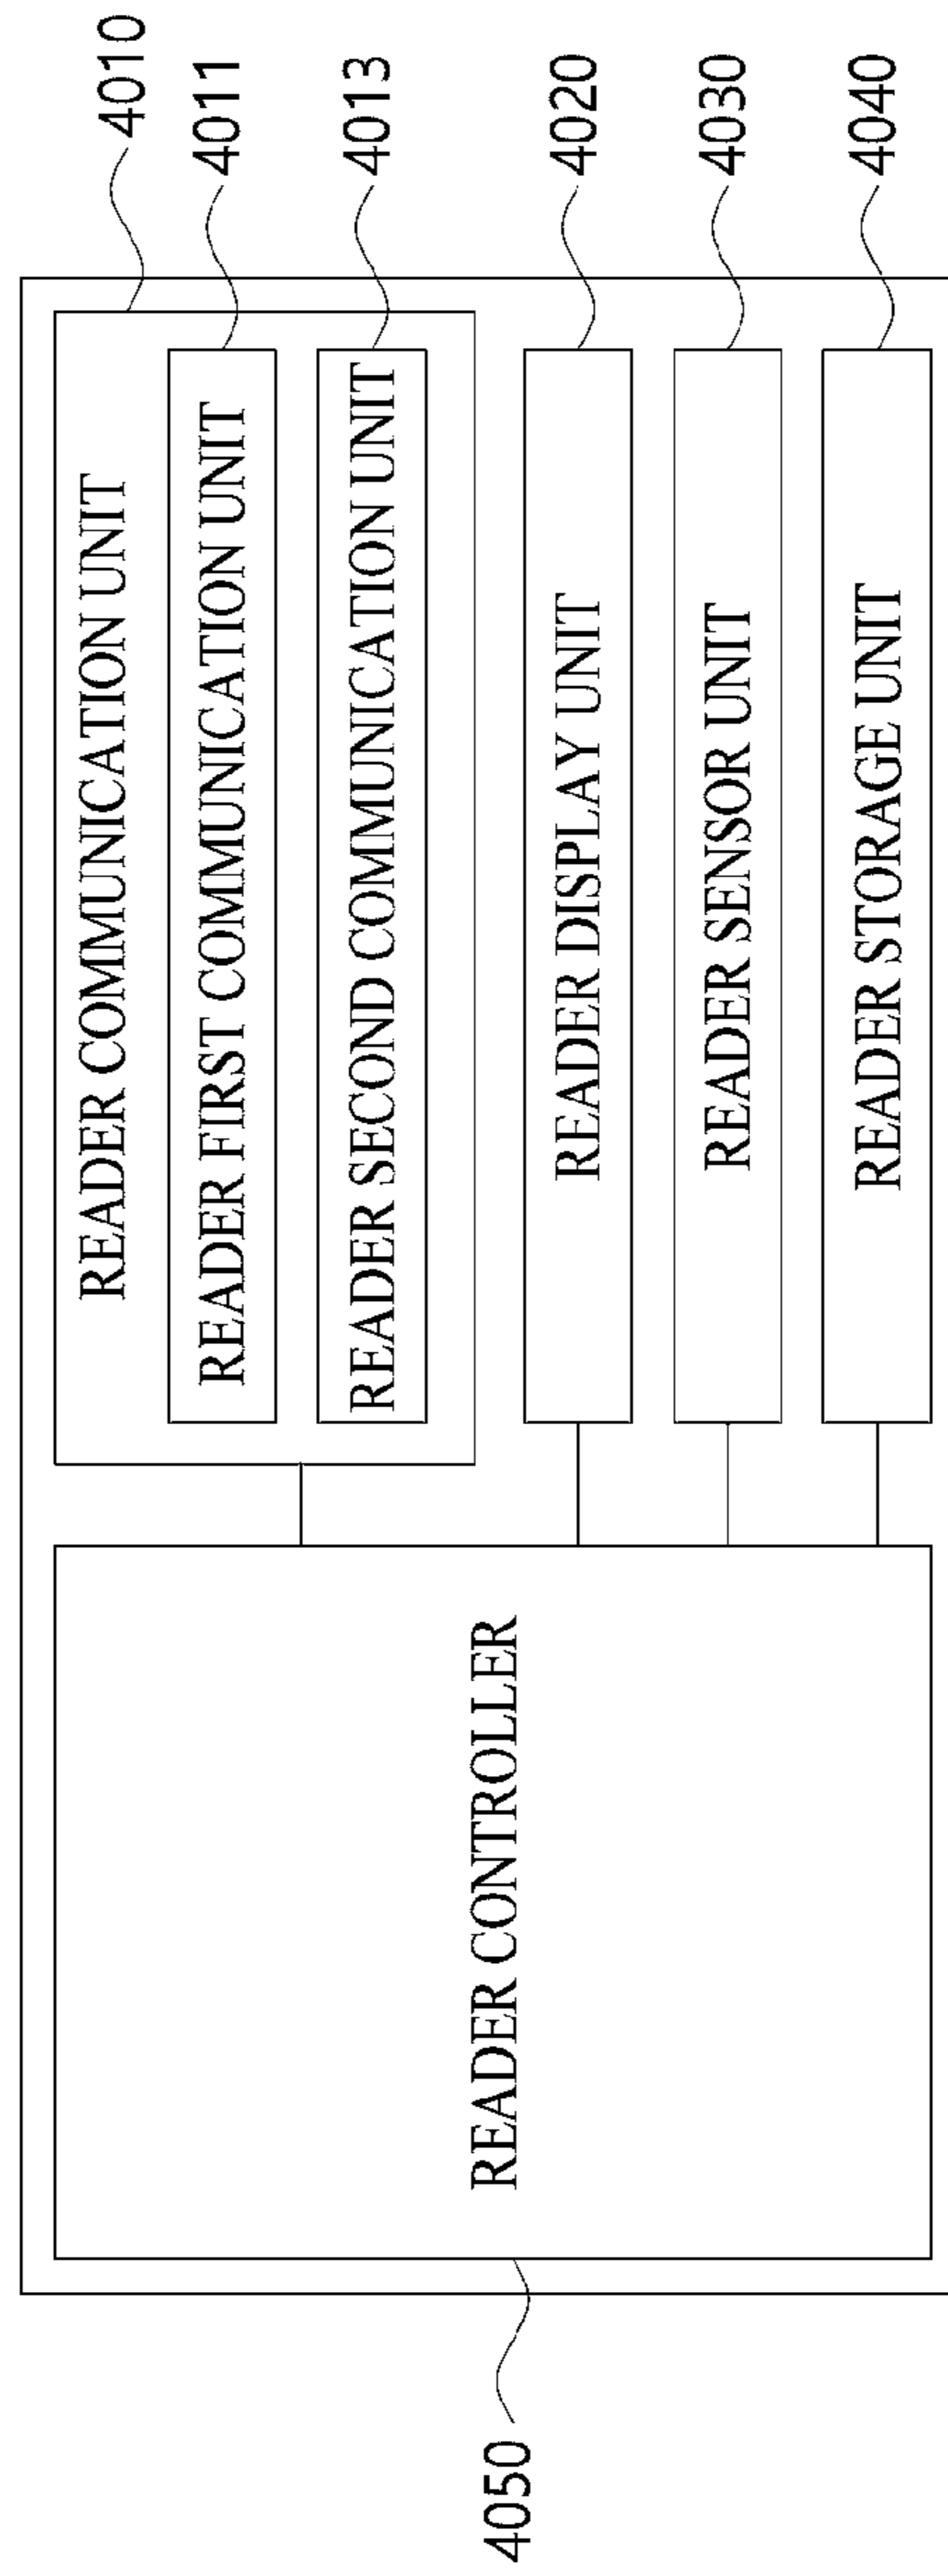 4010
READER COMMUNICATION UNIT
4011
READER FIRST COMMUNICATION UNIT
4013
READER SECOND COMMUNICATION UNIT
4050
READER CONTROLLER
4020
READER DISPLAY UNIT
4030
READER SENSOR UNIT
4040
READER STORAGE UNIT